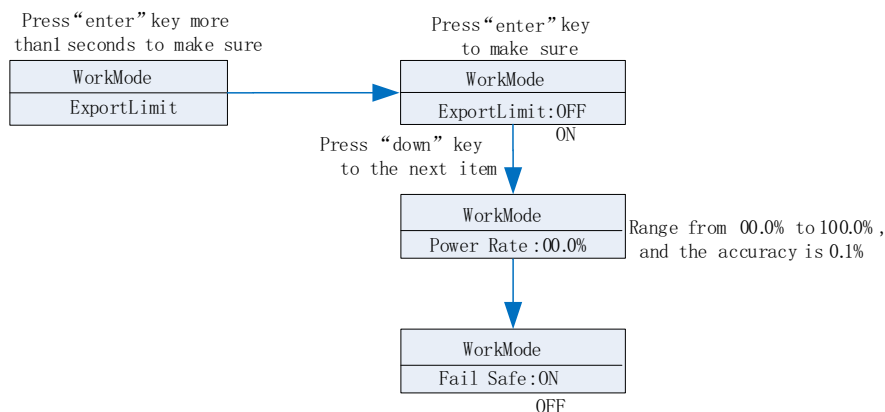 Press“enter”key more
than1 seconds to make sure
WorkMode
ExportLimit
Press“enter”key
to make sure
WorkMode
ExportLimit:OFF
ON
Press “down” key
to the next item
WorkMode
Power Rate:00.0%
Range from 00.0% to 100.0%,
and the accuracy is 0.1%
WorkMode
Fail Safe:ON
OFF